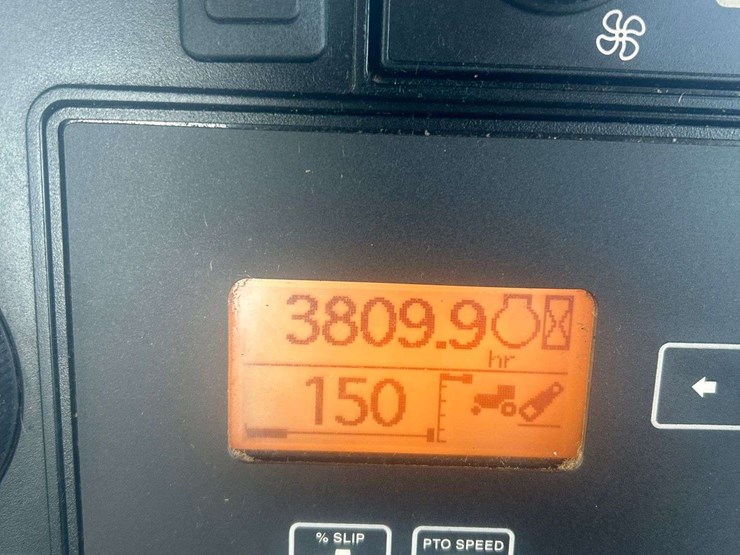 3809.9
hr
150
% SLIP
PTO SPEED